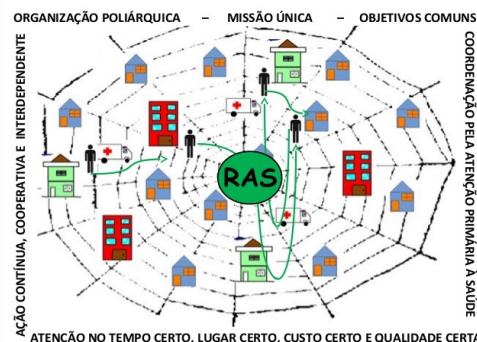 ORGANIZAÇÃO POLIÁRQUICA – MISSÃO ÚNICA – OBJETIVOS COMUNS
AÇÃO CONTÍNUA, COOPERATIVA E INTERDEPENDENTE
COORDENAÇÃO PELA ATENÇÃO PRIMÁRIA À SAÚDE
RAS
ATENÇÃO NO TEMPO CERTO, LUGAR CERTO, CUSTO CERTO E QUALIDADE CERTA